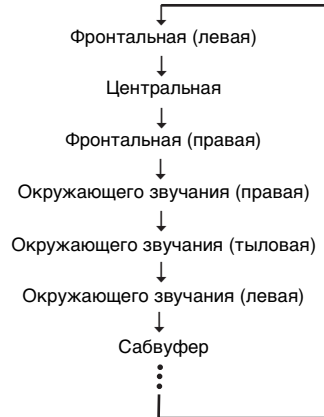 Фронтальная (левая)
Центральная
Фронтальная (правая)
Окружающего звучания (правая)
Окружающего звучания (тыловая)
Окружающего звучания (левая)
Сабвуфер